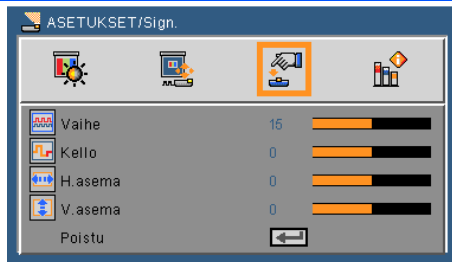 ASETUKSET/Sign.
Vaihe 15
Kello 0
H.asema 0
V.asema 0
Poistu